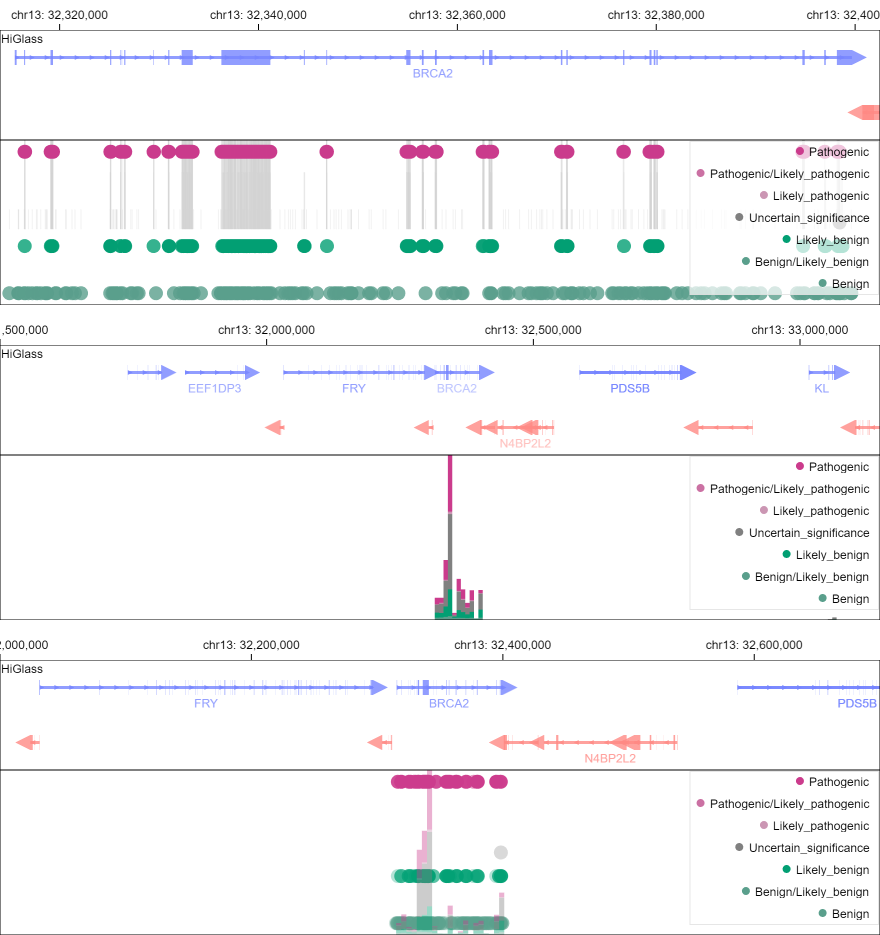 chr13: 32,320,000 chr13: 32,340,000 chr13: 32,360,000 chr13: 32,380,000 chr13: 32,400
HiGlass
BRCA2
Pathogenic
Pathogenic/Likely_pathogenic
Likely_pathogenic
Uncertain_significance
Likely_benign
Benign/Likely_benign
Benign
,500,000 chr13: 32,000,000 chr13: 32,500,000 chr13: 33,000,000
HiGlass
EEF1DP3 FRY BRCA2 PDS5B KL
N4BP2L2
Pathogenic
Pathogenic/Likely_pathogenic
Likely_pathogenic
Uncertain_significance
Likely_benign
Benign/Likely_benign
Benign
2,000,000 chr13: 32,200,000 chr13: 32,400,000 chr13: 32,600,000
HiGlass
FRY BRCA2 PDS5B
N4BP2L2
Pathogenic
Pathogenic/Likely_pathogenic
Likely_pathogenic
Uncertain_significance
Likely_benign
Benign/Likely_benign
Benign